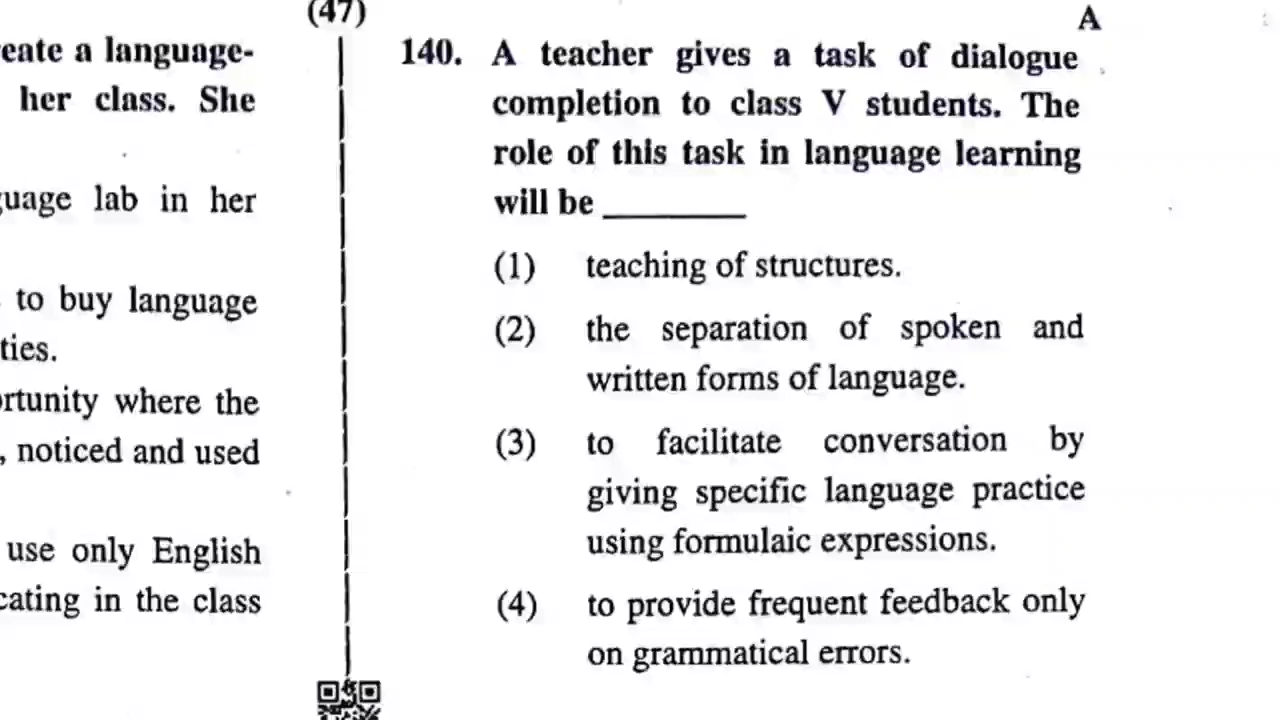 (47)
A
eate a language-
her class. She
guage lab in her
to buy language
ties.
ortunity where the
, noticed and used
use only English
cating in the class
140. A teacher gives a task of dialogue
completion to class V students. The
role of this task in language learning
will be ________
(1) teaching of structures.
(2) the separation of spoken and
written forms of language.
(3) to facilitate conversation by
giving specific language practice
using formulaic expressions.
(4) to provide frequent feedback only
on grammatical errors.